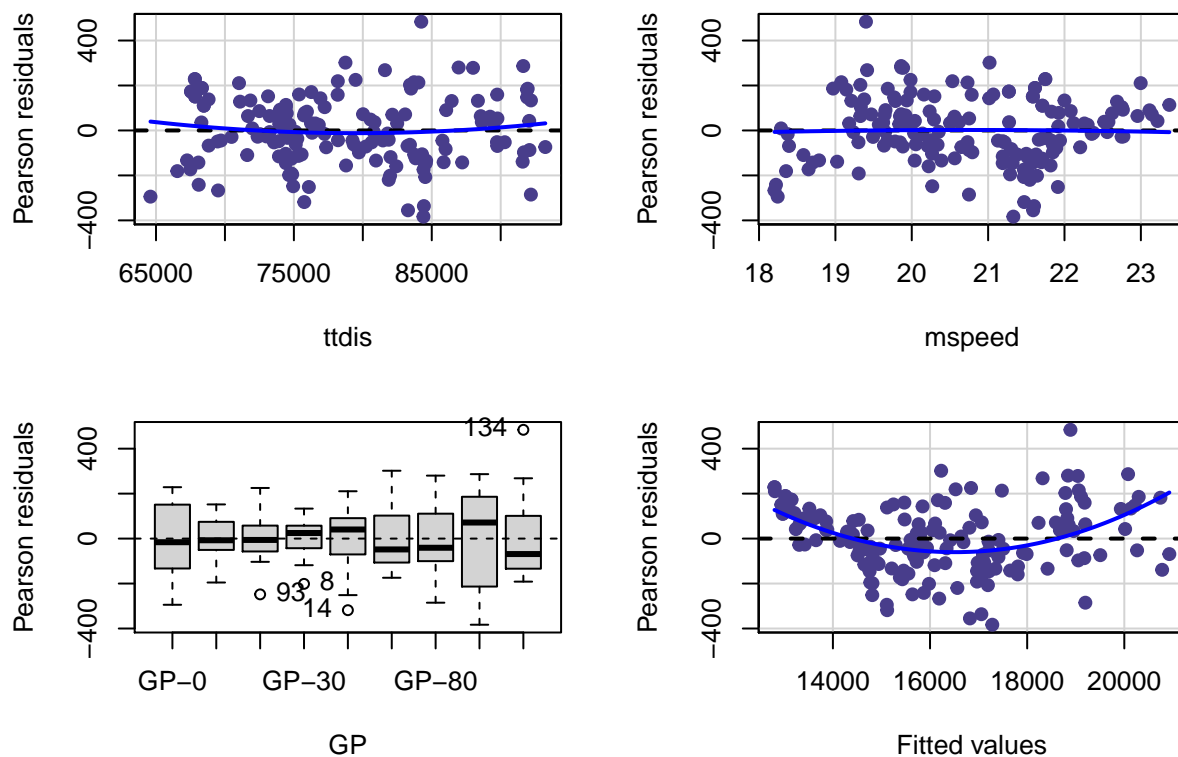 Pearson residuals
400
0
−400
65000 75000 85000
ttdis
Pearson residuals
400
0
−400
18 19 20 21 22 23
mspeed
Pearson residuals
400
0
−400
134
93
8
14
GP−0 GP−30 GP−80
GP
Pearson residuals
400
0
−400
14000 16000 18000 20000
Fitted values